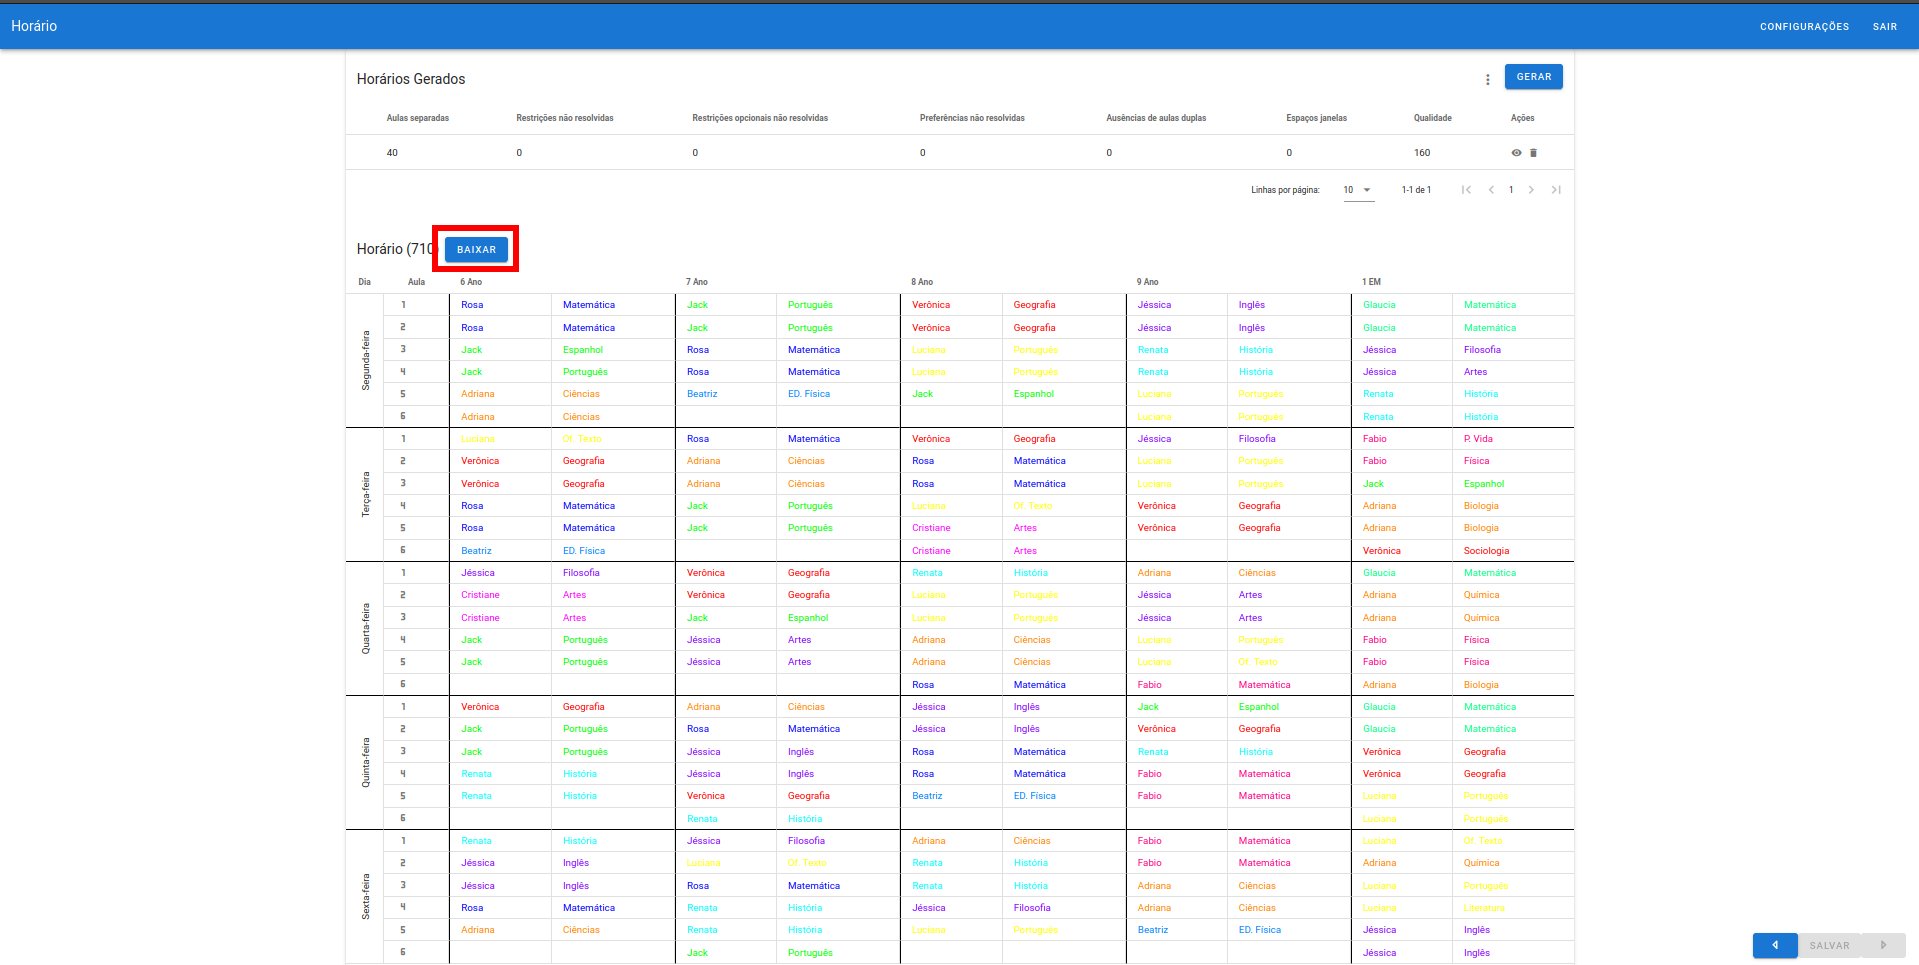 Horário CONFIGURAÇÕES SAIR
Horários Gerados GERAR
Aulas separadas Restrições não resolvidas Restrições opcionais não resolvidas Preferências não resolvidas Ausências de aulas duplas Espaços janelas Qualidade Ações
40 0 0 0 0 0 160
Linhas por página: 10 1-1 de 1 1
Horário (710 BAIXAR
Dia Aula 6 Ano 7 Ano 8 Ano 9 Ano 1 EM
Segunda-feira
1 Rosa Matemática Jack Português Verônica Geografia Jéssica Inglês Glaucia Matemática
2 Rosa Matemática Jack Português Verônica Geografia Jéssica Inglês Glaucia Matemática
3 Jack Espanhol Rosa Matemática Luciana Português Renata História Jéssica Filosofia
4 Jack Português Rosa Matemática Luciana Português Renata História Jéssica Artes
5 Adriana Ciências Beatriz ED. Física Jack Espanhol Luciana Português Renata História
6 Adriana Ciências Luciana Português Renata História
Terça-feira
1 Luciana Of. Texto Rosa Matemática Verônica Geografia Jéssica Filosofia Fabio P. Vida
2 Verônica Geografia Adriana Ciências Rosa Matemática Luciana Português Fabio Física
3 Verônica Geografia Adriana Ciências Rosa Matemática Luciana Português Jack Espanhol
4 Rosa Matemática Jack Português Luciana Of. Texto Verônica Geografia Adriana Biologia
5 Rosa Matemática Jack Português Cristiane Artes Verônica Geografia Adriana Biologia
6 Beatriz ED. Física Cristiane Artes Verônica Sociologia
Quarta-feira
1 Jéssica Filosofia Verônica Geografia Renata História Adriana Ciências Glaucia Matemática
2 Cristiane Artes Verônica Geografia Luciana Português Jéssica Artes Adriana Química
3 Cristiane Artes Jack Espanhol Luciana Português Jéssica Artes Adriana Química
4 Jack Português Jéssica Artes Adriana Ciências Luciana Português Fabio Física
5 Jack Português Jéssica Artes Adriana Ciências Luciana Of. Texto Fabio Física
6 Rosa Matemática Fabio Matemática Adriana Biologia
Quinta-feira
1 Verônica Geografia Adriana Ciências Jéssica Inglês Jack Espanhol Glaucia Matemática
2 Jack Português Rosa Matemática Jéssica Inglês Verônica Geografia Glaucia Matemática
3 Jack Português Jéssica Inglês Rosa Matemática Renata História Verônica Geografia
4 Renata História Jéssica Inglês Rosa Matemática Fabio Matemática Verônica Geografia
5 Renata História Verônica Geografia Beatriz ED. Física Fabio Matemática Luciana Português
6 Renata História Luciana Português
Sexta-feira
1 Renata História Jéssica Filosofia Adriana Ciências Fabio Matemática Luciana Of. Texto
2 Jéssica Inglês Luciana Of. Texto Renata História Fabio Matemática Adriana Química
3 Jéssica Inglês Rosa Matemática Renata História Adriana Ciências Luciana Português
4 Rosa Matemática Renata História Jéssica Filosofia Adriana Ciências Luciana Literatura
5 Adriana Ciências Renata História Luciana Português Beatriz ED. Física Jéssica Inglês
6 Jack Português Jéssica Inglês
SALVAR